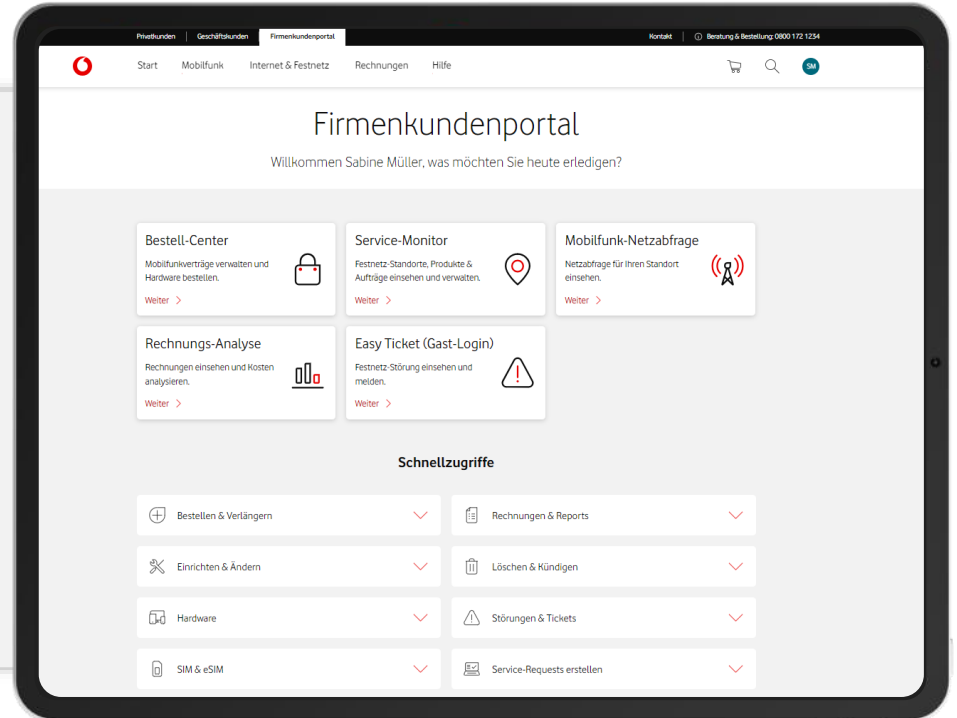 Privatkunden
Geschäftskunden
Firmenkundenportal
Kontakt
Beratung & Bestellung: 0800 172 1234
Start
Mobilfunk
Internet & Festnetz
Rechnungen
Hilfe
SM
Firmenkundenportal
Willkommen Sabine Müller, was möchten Sie heute erledigen?
Bestell-Center
Mobilfunkverträge verwalten und
Hardware bestellen.
Weiter
Service-Monitor
Festnetz-Standorte, Produkte &
Aufträge einsehen und verwalten.
Weiter
Mobilfunk-Netzabfrage
Netzabfrage für Ihren Standort
einsehen.
Weiter
Rechnungs-Analyse
Rechnungen einsehen und Kosten
analysieren.
Weiter
Easy Ticket (Gast-Login)
Festnetz-Störung einsehen und
melden.
Weiter
Schnellzugriffe
Bestellen & Verlängern
Rechnungen & Reports
Einrichten & Ändern
Löschen & Kündigen
Hardware
Störungen & Tickets
SIM & eSIM
Service-Requests erstellen